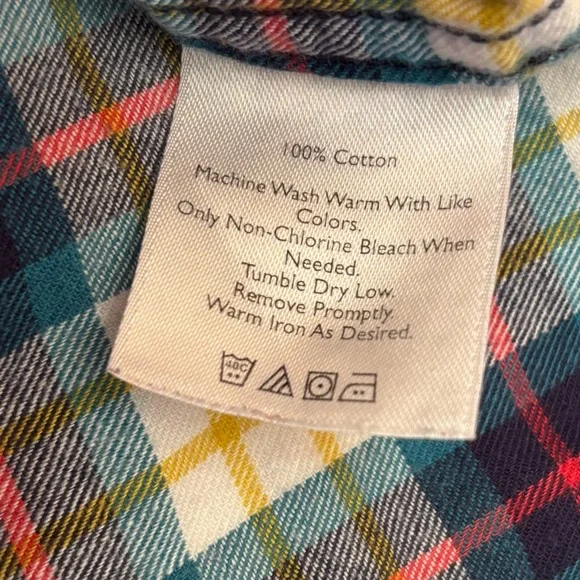 100% Cotton
Machine Wash Warm With Like
Colors.
Only Non-Chlorine Bleach When
Needed.
Tumble Dry Low.
Remove Promptly.
Warm Iron As Desired.
40C